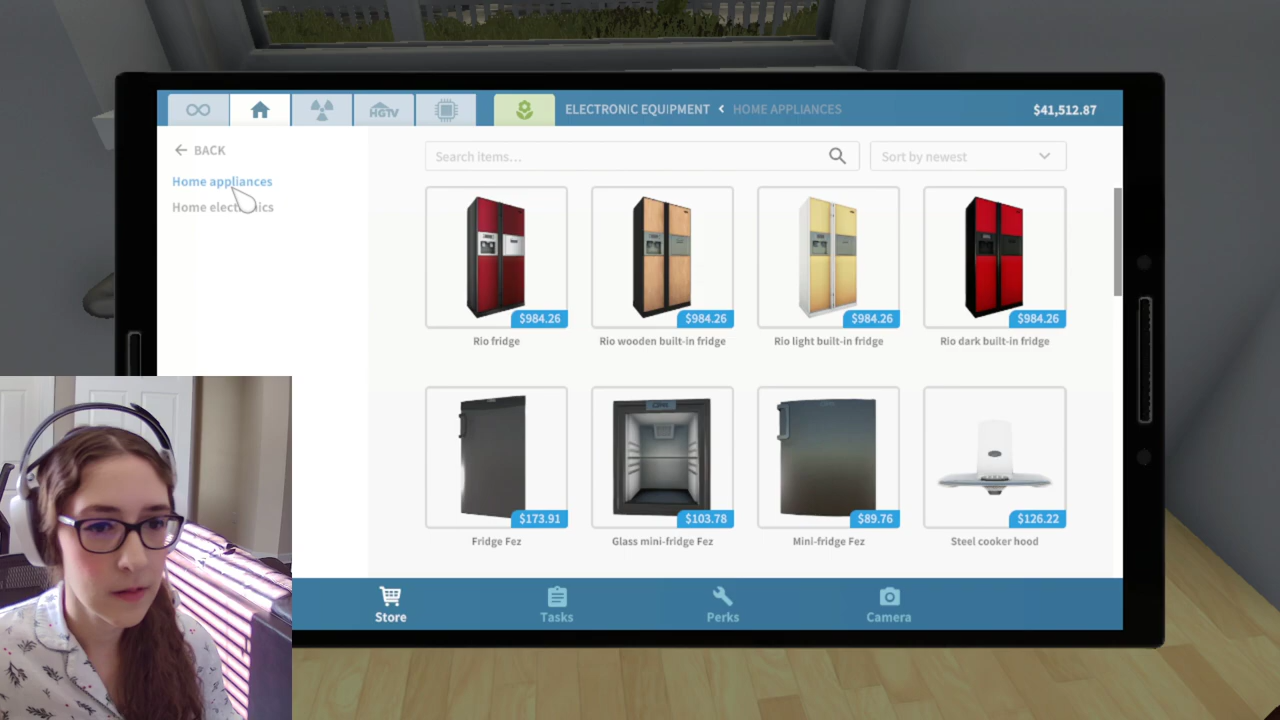 HGTV
ELECTRONIC EQUIPMENT < HOME APPLIANCES
$41,512.87
← BACK
Home appliances
Home electronics
Search items...
Sort by newest
$984.26
$984.26
$984.26
$984.26
Rio fridge
Rio wooden built-in fridge
Rio light built-in fridge
Rio dark built-in fridge
$173.91
$103.78
$89.76
$126.22
Fridge Fez
Glass mini-fridge Fez
Mini-fridge Fez
Steel cooker hood
Store
Tasks
Perks
Camera